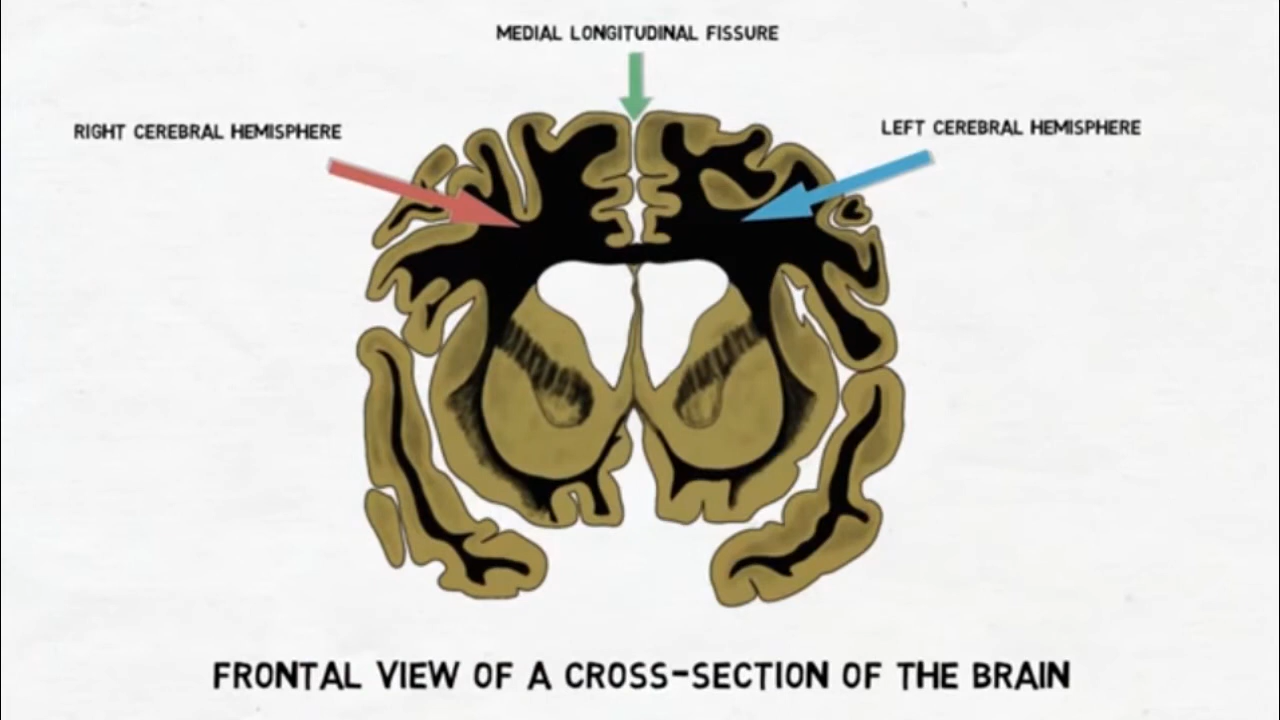 MEDIAL LONGITUDINAL FISSURE
RIGHT CEREBRAL HEMISPHERE
LEFT CEREBRAL HEMISPHERE
FRONTAL VIEW OF A CROSS-SECTION OF THE BRAIN